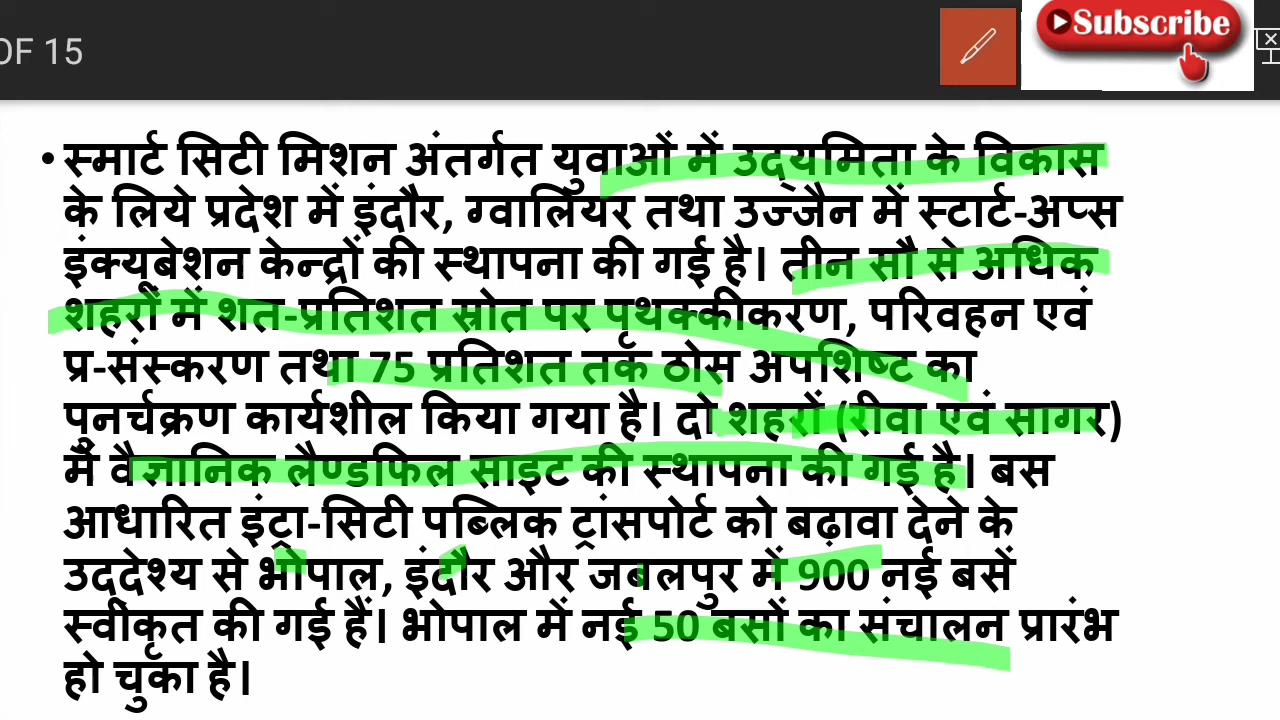 OF 15
Subscribe
• स्मार्ट सिटी मिशन अंतर्गत युवाओं में उद्यमिता के विकास
के लिये प्रदेश में इंदौर, ग्वालियर तथा उज्जैन में स्टार्ट-अप्स
इंक्यूबेशन केन्द्रों की स्थापना की गई है। तीन सौ से अधिक
शहरों में शत-प्रतिशत स्रोत पर पृथक्कीकरण, परिवहन एवं
प्र-संस्करण तथा 75 प्रतिशत तक ठोस अपशिष्ट का
पुनर्चक्रण कार्यशील किया गया है। दो शहरों (रीवा एवं सागर)
में वैज्ञानिक लैण्डफिल साइट की स्थापना की गई है। बस
आधारित इंट्रा-सिटी पब्लिक ट्रांसपोर्ट को बढ़ावा देने के
उददेश्य से भोपाल, इंदौर और जबलपुर में 900 नई बसें
स्वीकृत की गई हैं। भोपाल में नई 50 बसों का संचालन प्रारंभ
हो चुका है।